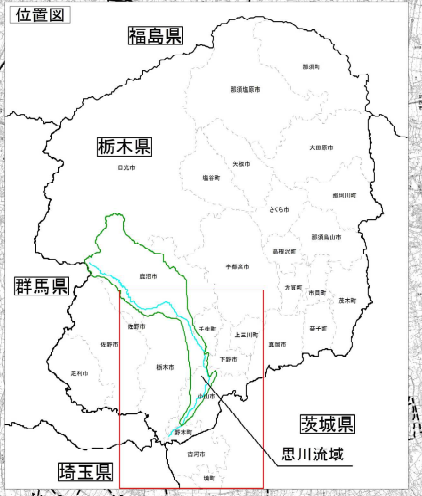 位置図
福島県
那須町
那須塩原市
栃木県
大田原市
日光市
矢板市
塩谷町
那珂川町
さくら市
那須烏山市
高根沢町
宇都宮市
鹿沼市
群馬県
芳賀町
市貝町
茂木町
佐野市
壬生町
上三川町
益子町
真岡市
佐野市
下野市
栃木市
足利市
小山市
茨城県
野木町
思川流域
古河市
埼玉県
境町